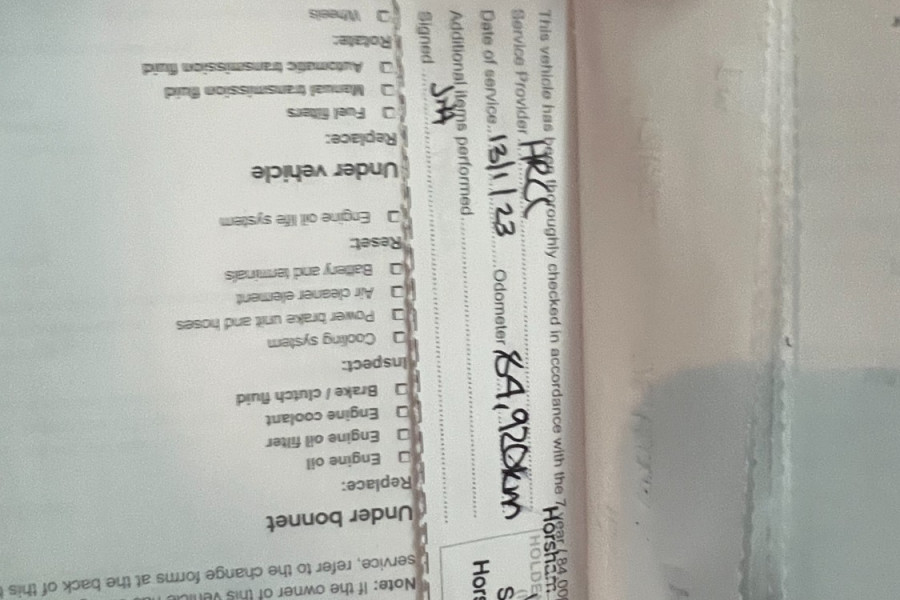 This vehicle has been thoroughly checked in accordance with the 7 year (84,000
Service Provider HRCC
Date of service 13/1/23 Odometer 84,920km
Additional items performed
Signed
Horsham
HOLDE
Hors
Note: If the owner of this vehicle
service, refer to the change forms at the back of this
Under bonnet
Replace:
Engine oil
Engine oil filter
Engine coolant
Brake / clutch fluid
Inspect:
Cooling system
Power brake unit and hoses
Air cleaner element
Battery and terminals
Reset:
Engine oil life system
Under vehicle
Replace:
Fuel filters
Manual transmission fluid
Automatic transmission fluid
Rotate:
Wheels